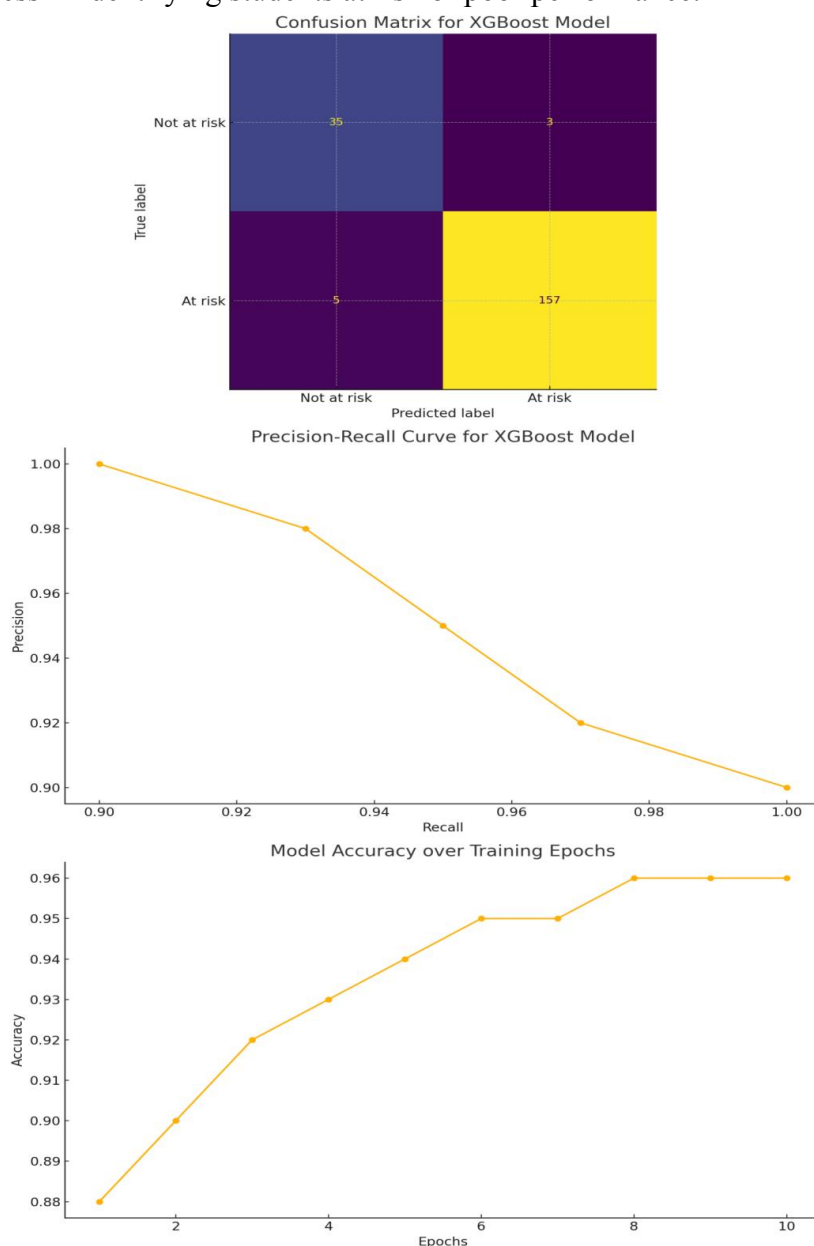 Confusion Matrix for XGBoost Model
True label
Not at risk
35
3
At risk
5
157
Not at risk
At risk
Predicted label
Precision-Recall Curve for XGBoost Model
Precision
1.00
0.98
0.96
0.94
0.92
0.90
0.90
0.92
0.94
0.96
0.98
1.00
Recall
Model Accuracy over Training Epochs
Accuracy
0.96
0.95
0.94
0.93
0.92
0.91
0.90
0.89
0.88
2
4
6
8
10
Epochs